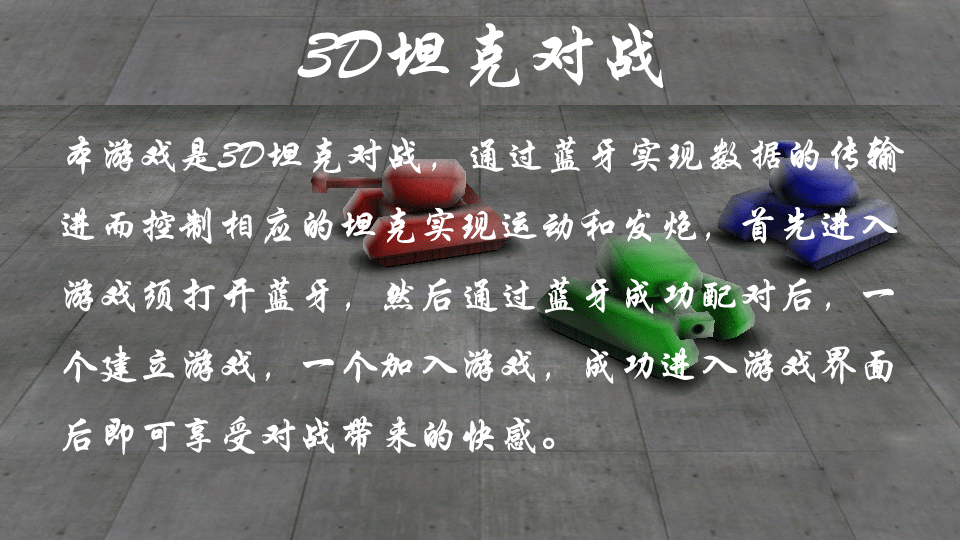 3D坦克对战
本游戏是3D坦克对战，通过蓝牙实现数据的传输
进而控制相应的坦克实现运动和发炮，首先进入
游戏须打开蓝牙，然后通过蓝牙成功配对后，一
个建立游戏，一个加入游戏，成功进入游戏界面
后即可享受对战带来的快感。